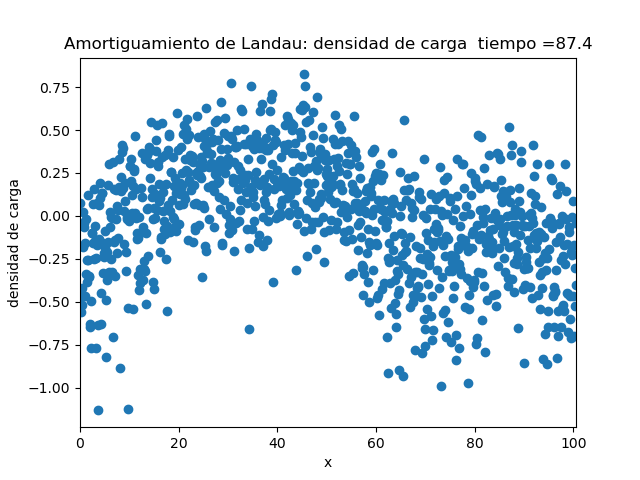 Amortiguamiento de Landau: densidad de carga  tiempo =87.4
0.75
0.50
0.25
0.00
−0.25
−0.50
−0.75
−1.00
densidad de carga
0 20 40 60 80 100
x